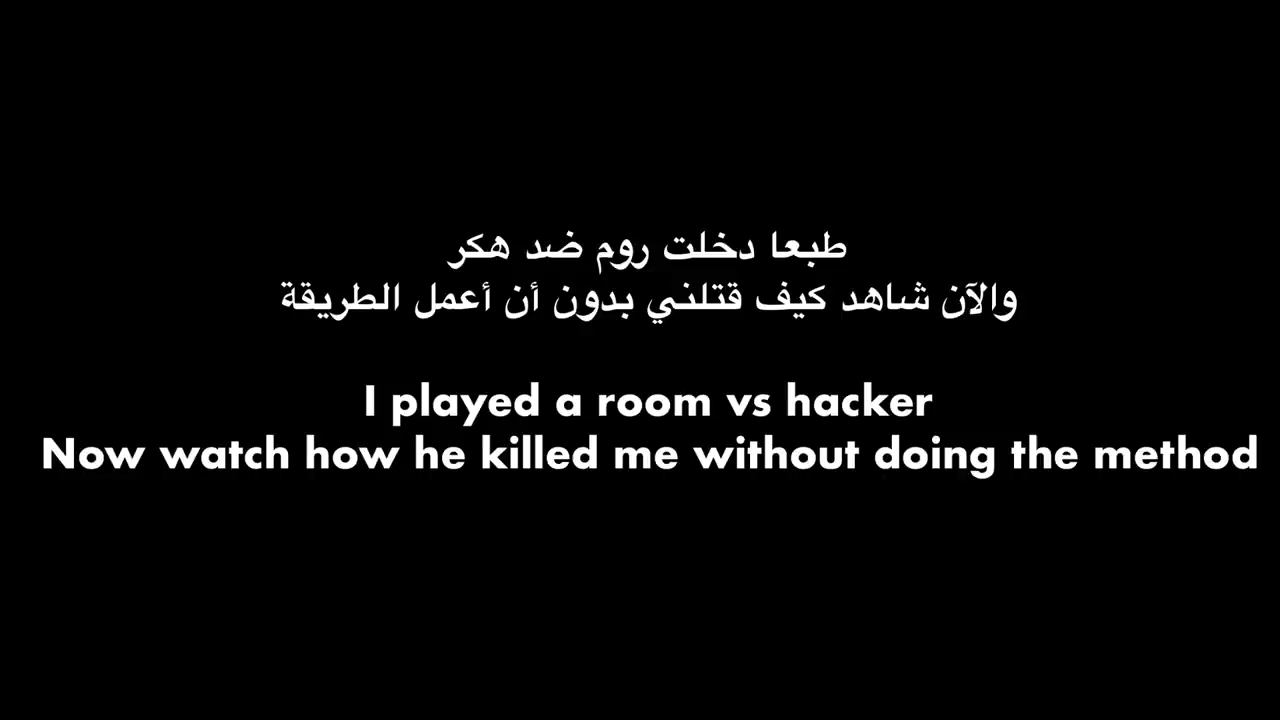 طبعا دخلت روم ضد هكر
والآن شاهد كيف قتلني بدون أن أعمل الطريقة
I played a room vs hacker
Now watch how he killed me without doing the method